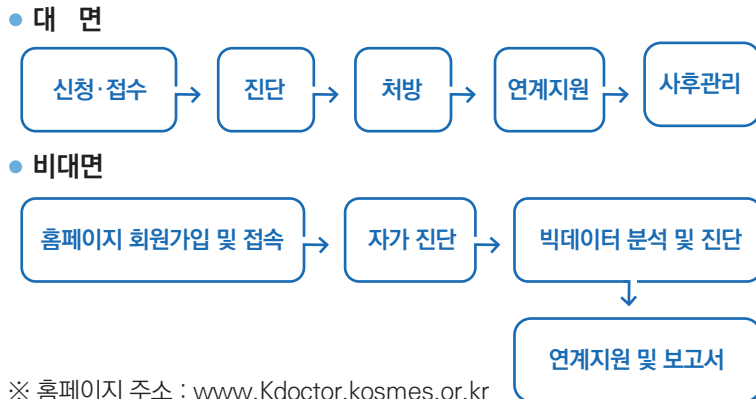 ● 대 면
신청·접수 → 진단 → 처방 → 연계지원 → 사후관리
● 비대면
홈페이지 회원가입 및 접속 → 자가 진단 → 빅데이터 분석 및 진단
연계지원 및 보고서
※ 홈페이지 주소 : www.Kdoctor.kosmes.or.kr